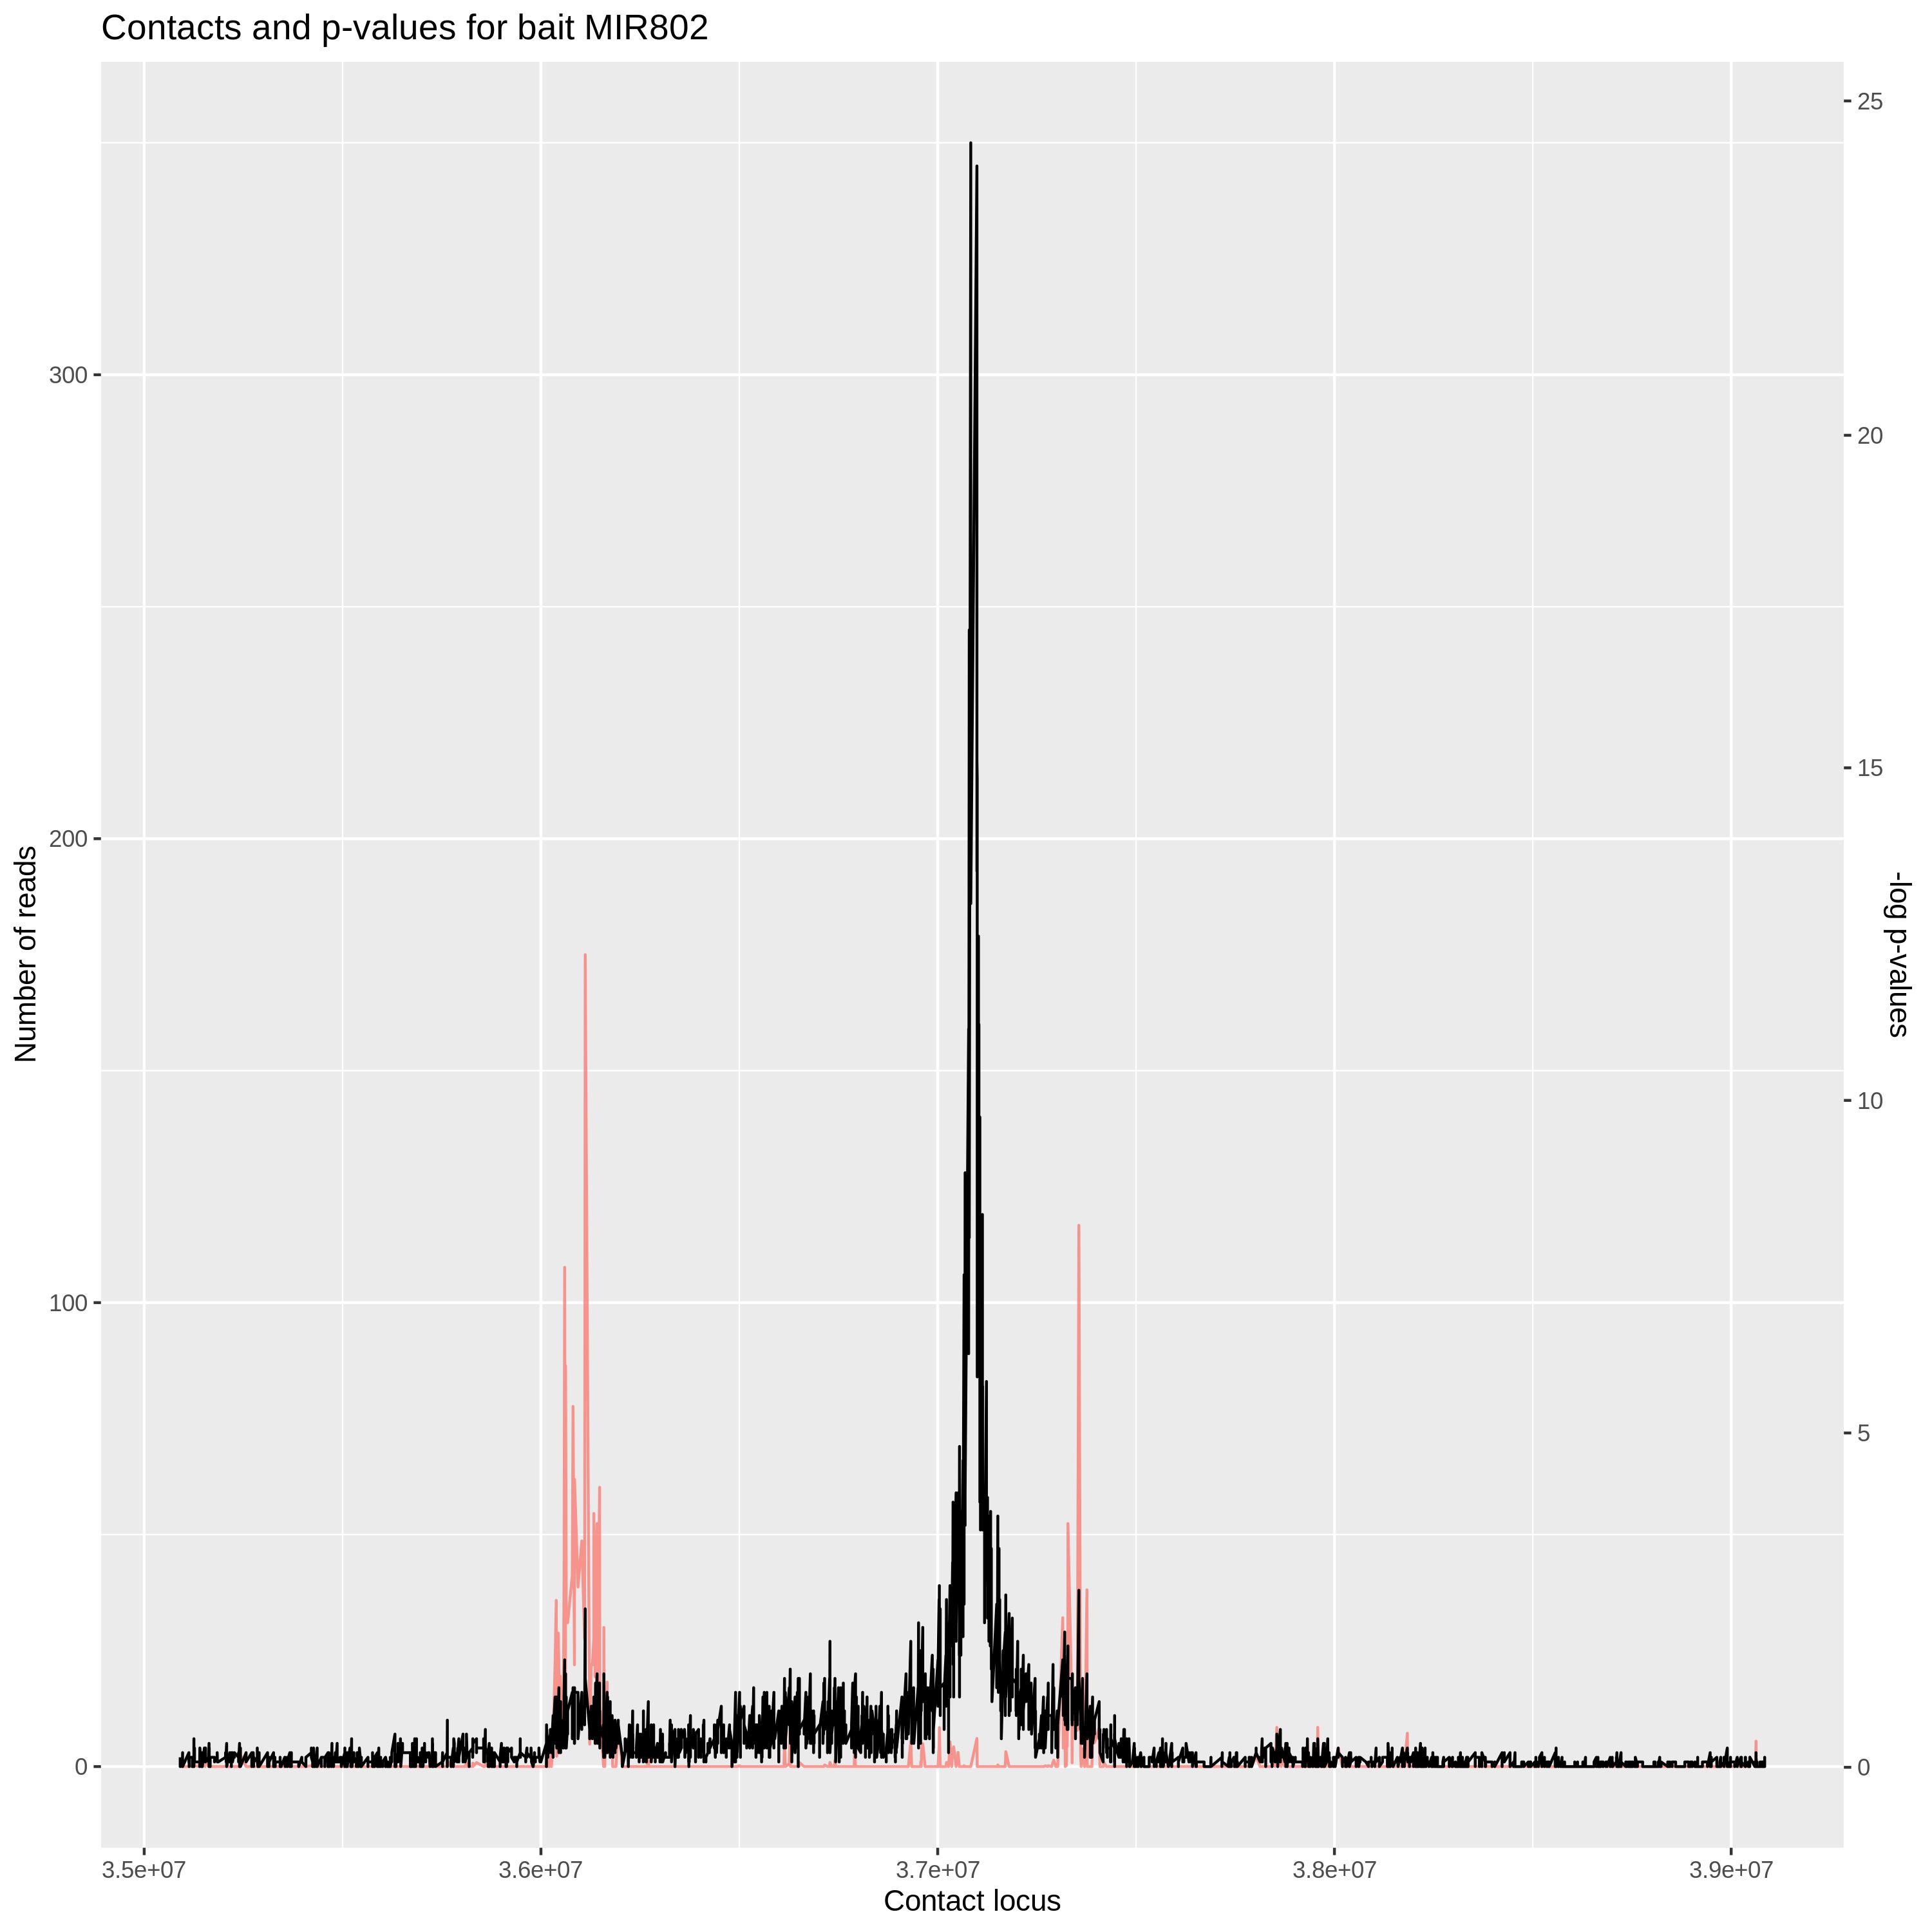 Contacts and p-values for bait MIR802
25
300
20
200
15
Number of reads
-log p-values
10
100
5
0
0
3.5e+07
3.6e+07
3.7e+07
3.8e+07
3.9e+07
Contact locus